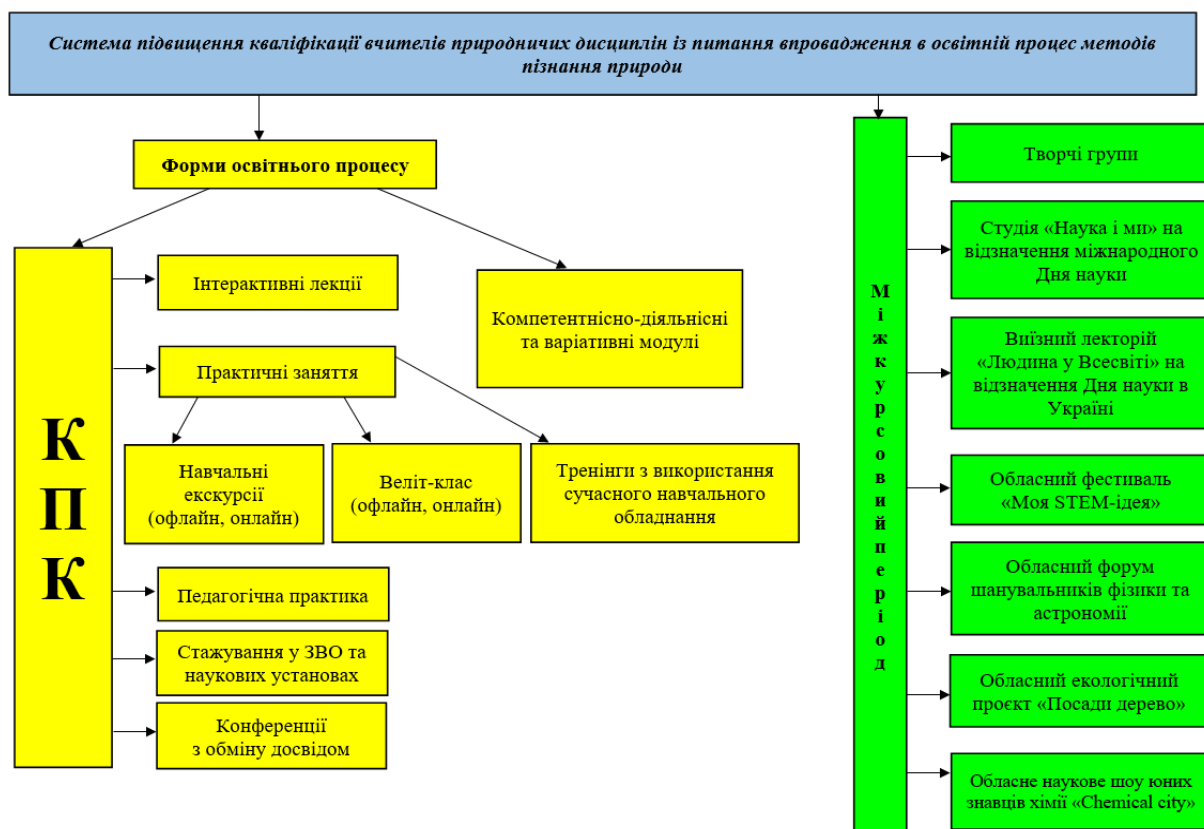 Система підвищення кваліфікації вчителів природничих дисциплін із питання впровадження в освітній процес методів
пізнання природи
Форми освітнього процесу
КПК
Інтерактивні лекції
Компетентнісно-діяльнісні
та варіативні модулі
Практичні заняття
Навчальні
екскурсії
(офлайн, онлайн)
Веліт-клас
(офлайн, онлайн)
Тренінги з використання
сучасного навчального
обладнання
Педагогічна практика
Стажування у ЗВО та
наукових установах
Конференції
з обміну досвідом
Міжкурсовий період
Творчі групи
Студія «Наука і ми» на
відзначення міжнародного
Дня науки
Виїзний лекторій
«Людина у Всесвіті» на
відзначення Дня науки в
Україні
Обласний фестиваль
«Моя STEM-ідея»
Обласний форум
шанувальників фізики та
астрономії
Обласний екологічний
проєкт «Посади дерево»
Обласне наукове шоу юних
знавців хімії «Chemical city»